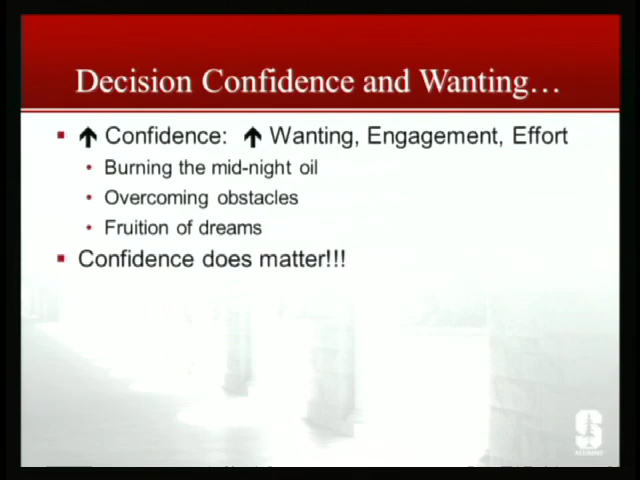 Decision Confidence and Wanting…
▪ ↑ Confidence: ↑ Wanting, Engagement, Effort
• Burning the mid-night oil
• Overcoming obstacles
• Fruition of dreams
▪ Confidence does matter!!!
S
ALUMNI